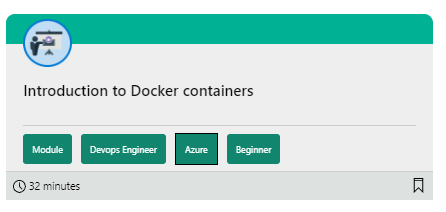 Introduction to Docker containers
Module Devops Engineer Azure Beginner
32 minutes